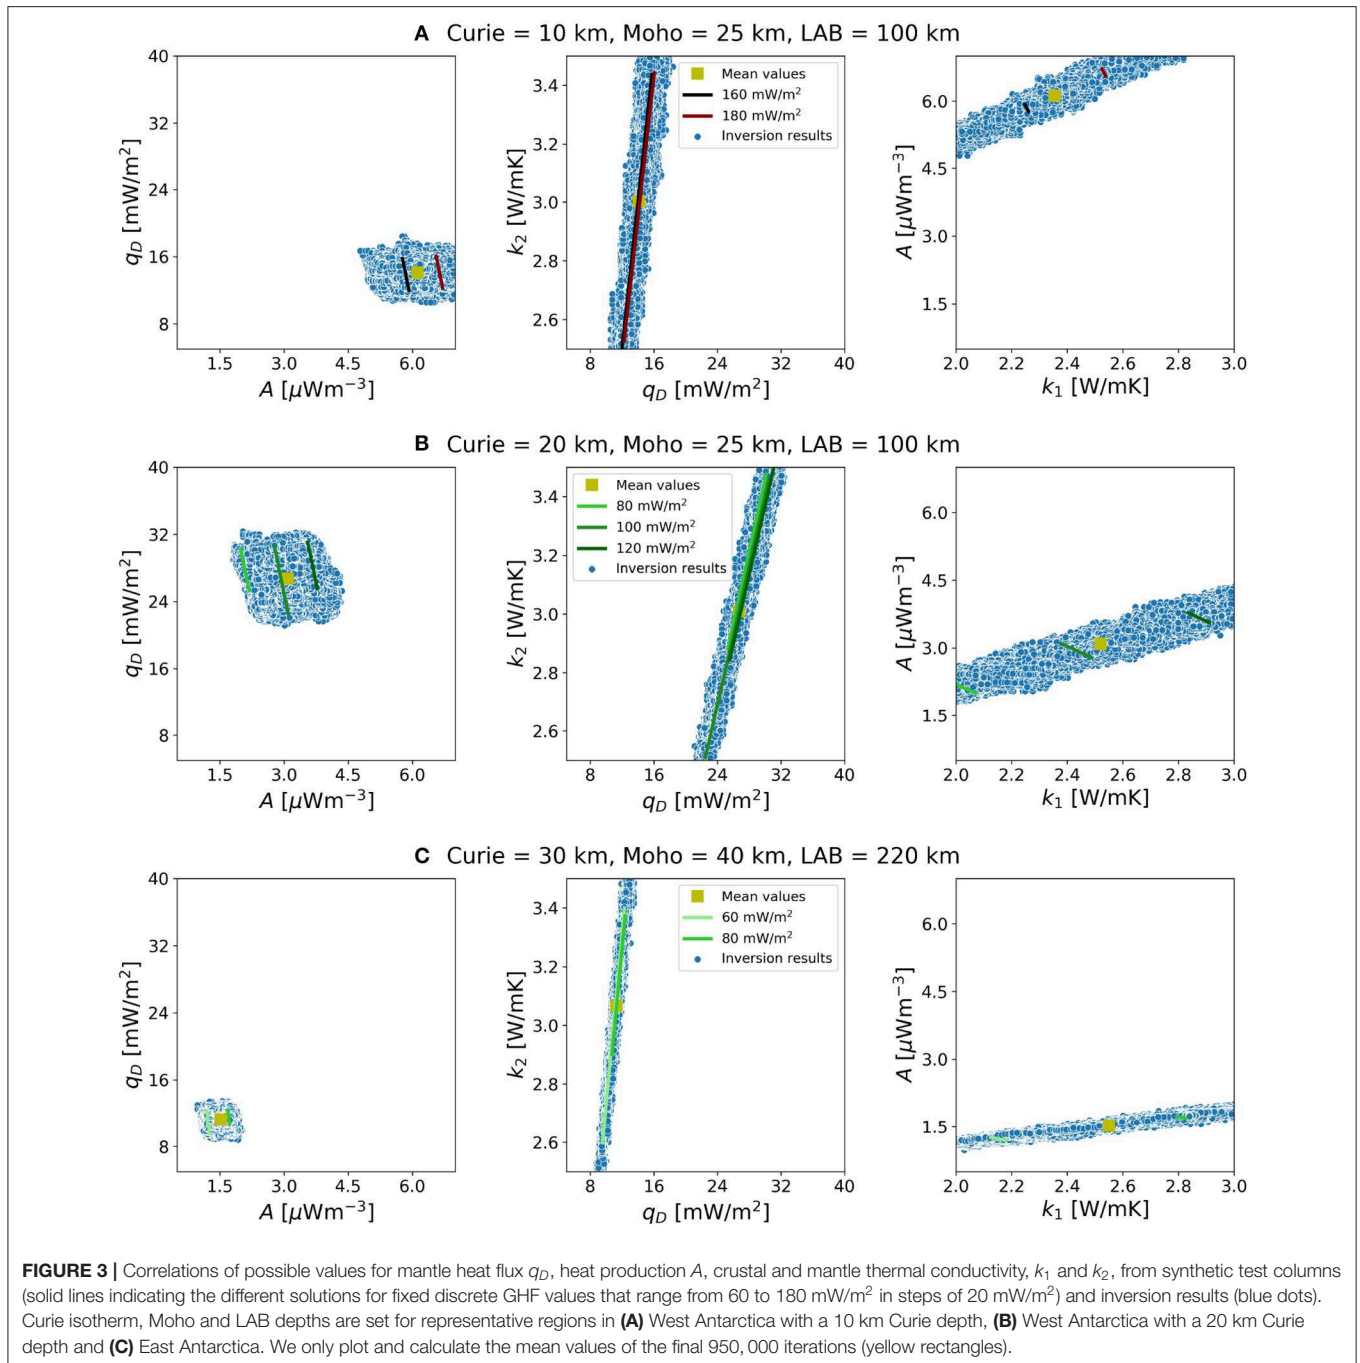 A Curie = 10 km, Moho = 25 km, LAB = 100 km
40
32
24
16
8
q_D [mW/m²]
1.5 3.0 4.5 6.0
A [μWm⁻³]
3.4
3.2
3.0
2.8
2.6
k₂ [W/mK]
Mean values
160 mW/m²
180 mW/m²
Inversion results
8 16 24 32 40
q_D [mW/m²]
6.0
4.5
3.0
1.5
A [μWm⁻³]
2.0 2.2 2.4 2.6 2.8 3.0
k₁ [W/mK]
B Curie = 20 km, Moho = 25 km, LAB = 100 km
40
32
24
16
8
q_D [mW/m²]
1.5 3.0 4.5 6.0
A [μWm⁻³]
3.4
3.2
3.0
2.8
2.6
k₂ [W/mK]
Mean values
80 mW/m²
100 mW/m²
120 mW/m²
Inversion results
8 16 24 32 40
q_D [mW/m²]
6.0
4.5
3.0
1.5
A [μWm⁻³]
2.0 2.2 2.4 2.6 2.8 3.0
k₁ [W/mK]
C Curie = 30 km, Moho = 40 km, LAB = 220 km
40
32
24
16
8
q_D [mW/m²]
1.5 3.0 4.5 6.0
A [μWm⁻³]
3.4
3.2
3.0
2.8
2.6
k₂ [W/mK]
Mean values
60 mW/m²
80 mW/m²
Inversion results
8 16 24 32 40
q_D [mW/m²]
6.0
4.5
3.0
1.5
A [μWm⁻³]
2.0 2.2 2.4 2.6 2.8 3.0
k₁ [W/mK]
FIGURE 3 | Correlations of possible values for mantle heat flux q_D, heat production A, crustal and mantle thermal conductivity, k₁ and k₂, from synthetic test columns
(solid lines indicating the different solutions for fixed discrete GHF values that range from 60 to 180 mW/m² in steps of 20 mW/m²) and inversion results (blue dots).
Curie isotherm, Moho and LAB depths are set for representative regions in (A) West Antarctica with a 10 km Curie depth, (B) West Antarctica with a 20 km Curie
depth and (C) East Antarctica. We only plot and calculate the mean values of the final 950, 000 iterations (yellow rectangles).